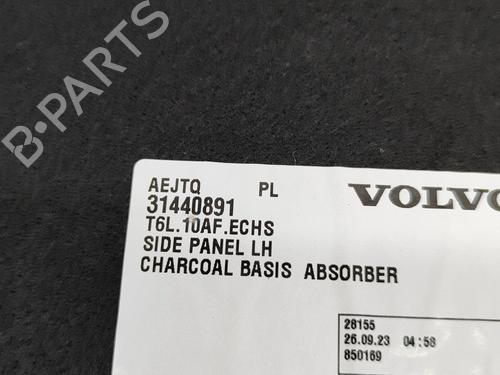 B-PARTS
AEJTQ PL
31440891
VOLVO
T6L.10AF.ECHS
SIDE PANEL LH
CHARCOAL BASIS ABSORBER
28155
26.09.23 04:58
850169